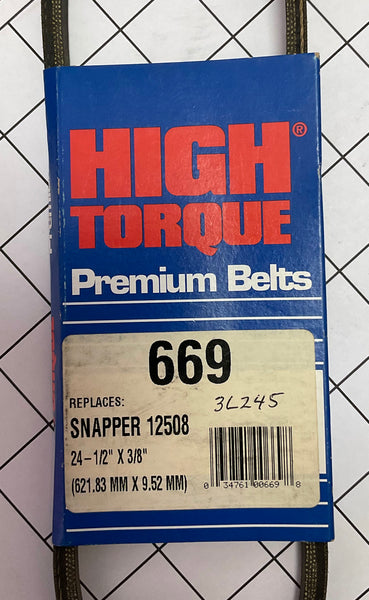 HIGH®
TORQUE
Premium Belts
669
REPLACES: 3L245
SNAPPER 12508
24-1/2" X 3/8"
(621.83 MM X 9.52 MM)
0 34761 00669 8